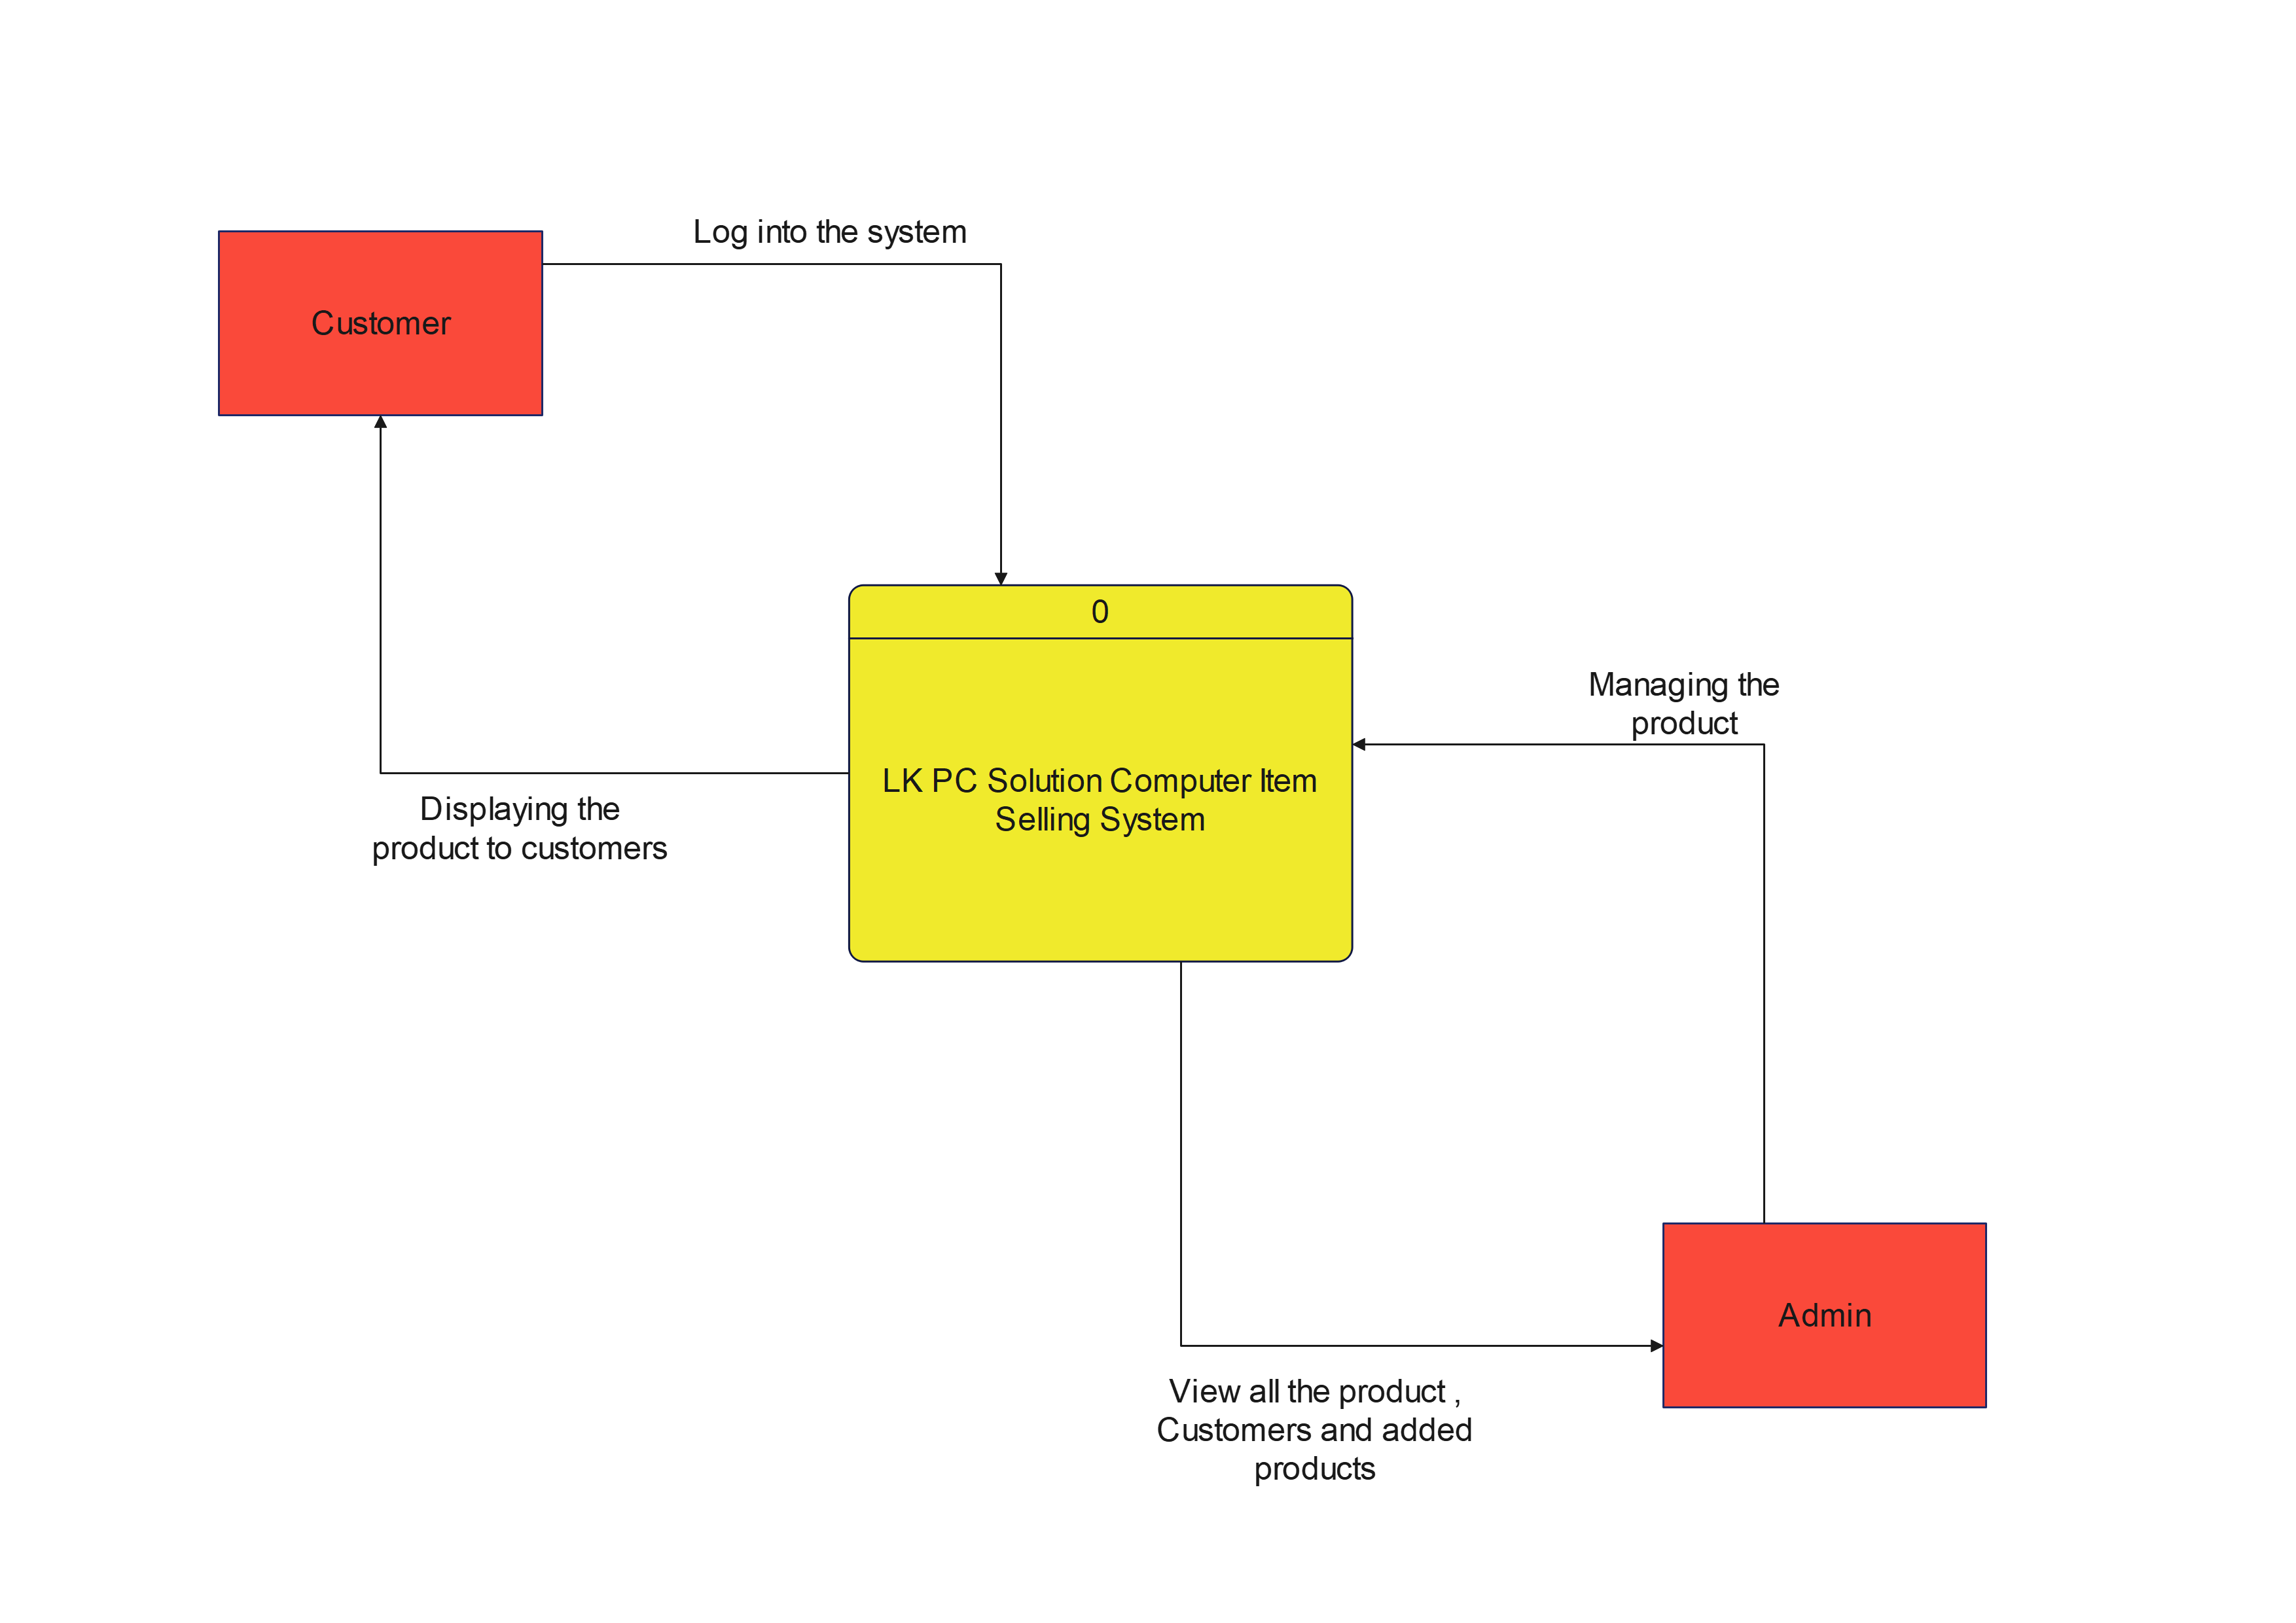 Log into the system
Customer
0
Managing the
product
LK PC Solution Computer Item
Selling System
Displaying the
product to customers
Admin
View all the product ,
Customers and added
products